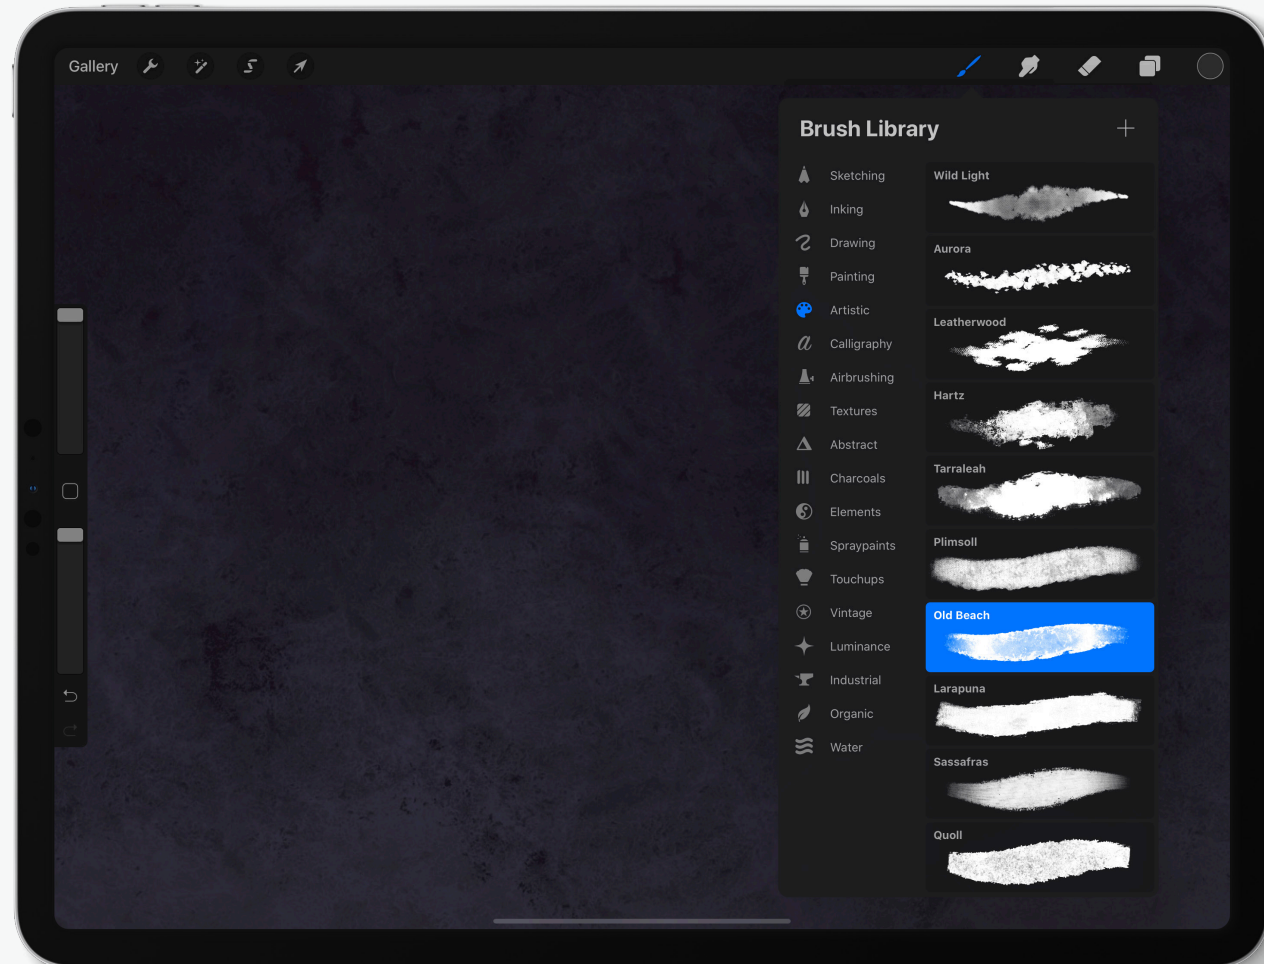 Gallery
Brush Library
Sketching
Inking
Drawing
Painting
Artistic
Calligraphy
Airbrushing
Textures
Abstract
Charcoals
Elements
Spraypaints
Touchups
Vintage
Luminance
Industrial
Organic
Water
Wild Light
Aurora
Leatherwood
Hartz
Tarraleah
Plimsoll
Old Beach
Larapuna
Sassafras
Quoll